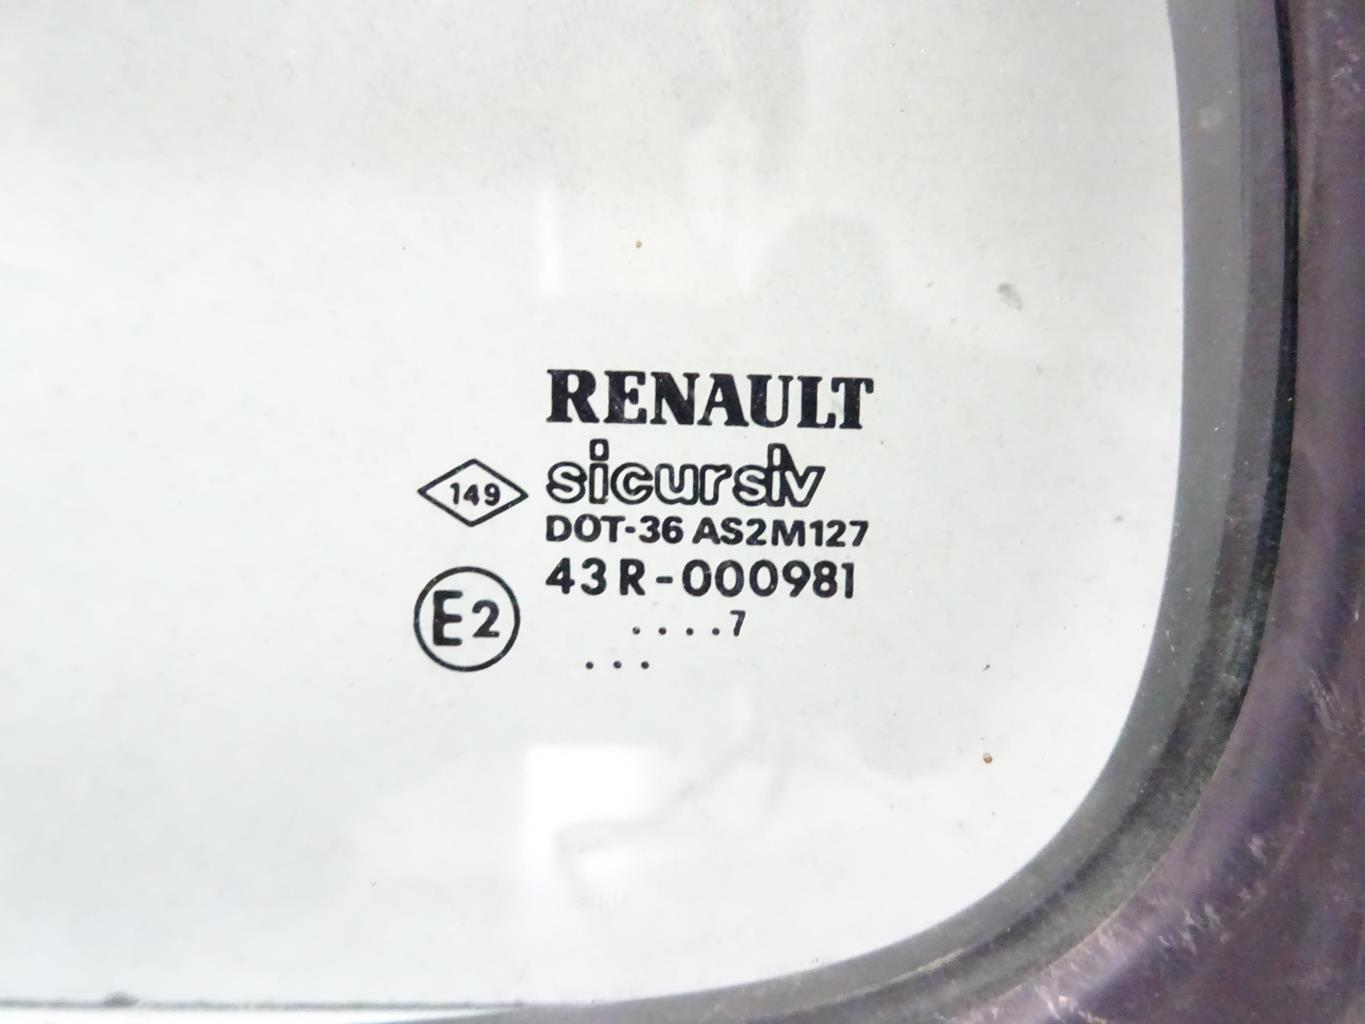 RENAULT
149 sicursiv
DOT-36 AS2M127
E2 43R-000981
....7
...